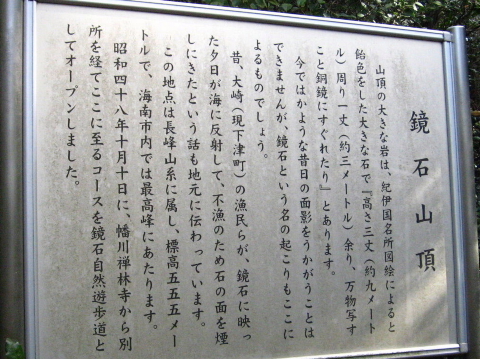 鏡石山頂
山頂の大きな岩は、紀伊国名所図絵によると
飴色をした大きな石で『高さ三丈（約九メート
ル）周り一丈（約三メートル）余り、万物写す
こと銅鏡にすぐれたり』とあります。
今ではかような昔日の面影をうかがうことは
できませんが、鏡石という名の起こりもここに
よるものでしょう。
昔、大崎（現下津町）の漁民らが、鏡石に映っ
た夕日が海に反射して、不漁のため石の面を煙
しにきたという話も地元に伝わっています。
この地点は長峰山系に属し、標高五五五メー
トルで、海南市内では最高峰にあたります。
昭和四十八年十月十日に、幡川禅林寺から別
所を経てここに至るコースを鏡石自然遊歩道と
してオープンしました。